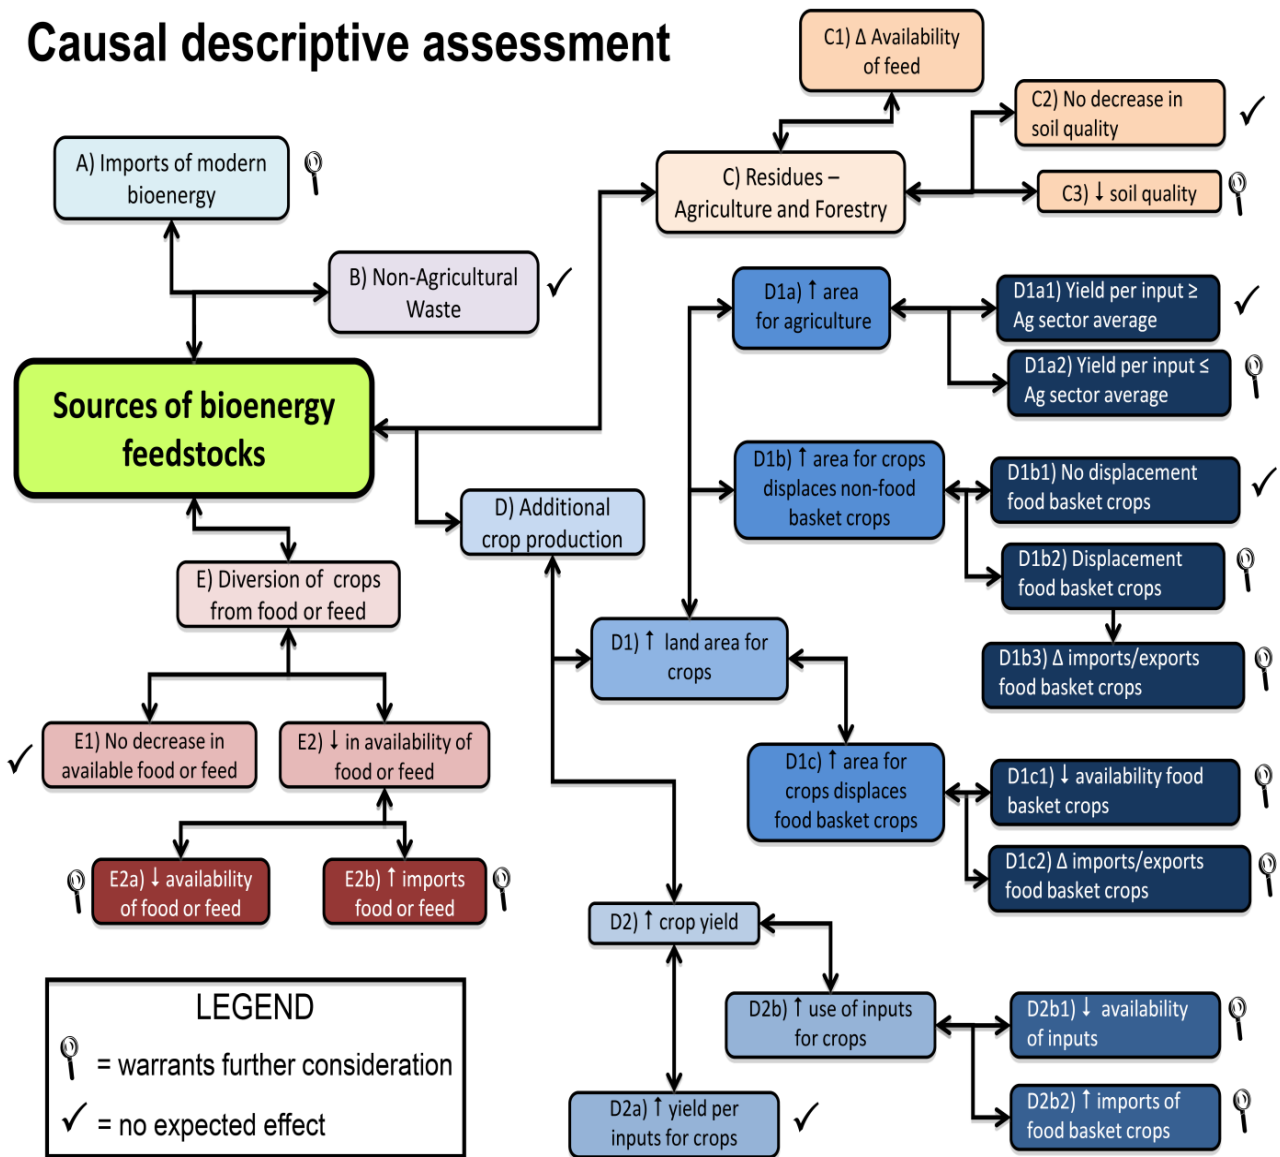 Causal descriptive assessment
C1) Δ Availability
of feed
C2) No decrease in
soil quality
A) Imports of modern
bioenergy
C) Residues –
Agriculture and Forestry
C3) ↓ soil quality
B) Non-Agricultural
Waste
D1a) ↑ area
for agriculture
D1a1) Yield per input ≥
Ag sector average
D1a2) Yield per input ≤
Ag sector average
Sources of bioenergy
feedstocks
D1b) ↑ area for crops
displaces non-food
basket crops
D1b1) No displacement
food basket crops
D) Additional
crop production
D1b2) Displacement
food basket crops
E) Diversion of crops
from food or feed
D1) ↑ land area for
crops
D1b3) Δ imports/exports
food basket crops
E1) No decrease in
available food or feed
E2) ↓ in availability of
food or feed
D1c) ↑ area for
crops displaces
food basket crops
D1c1) ↓ availability food
basket crops
D1c2) Δ imports/exports
food basket crops
E2a) ↓ availability
of food or feed
E2b) ↑ imports
food or feed
D2) ↑ crop yield
D2b) ↑ use of inputs
for crops
D2b1) ↓ availability
of inputs
D2a) ↑ yield per
inputs for crops
D2b2) ↑ imports of
food basket crops
LEGEND
= warrants further consideration
✓ = no expected effect